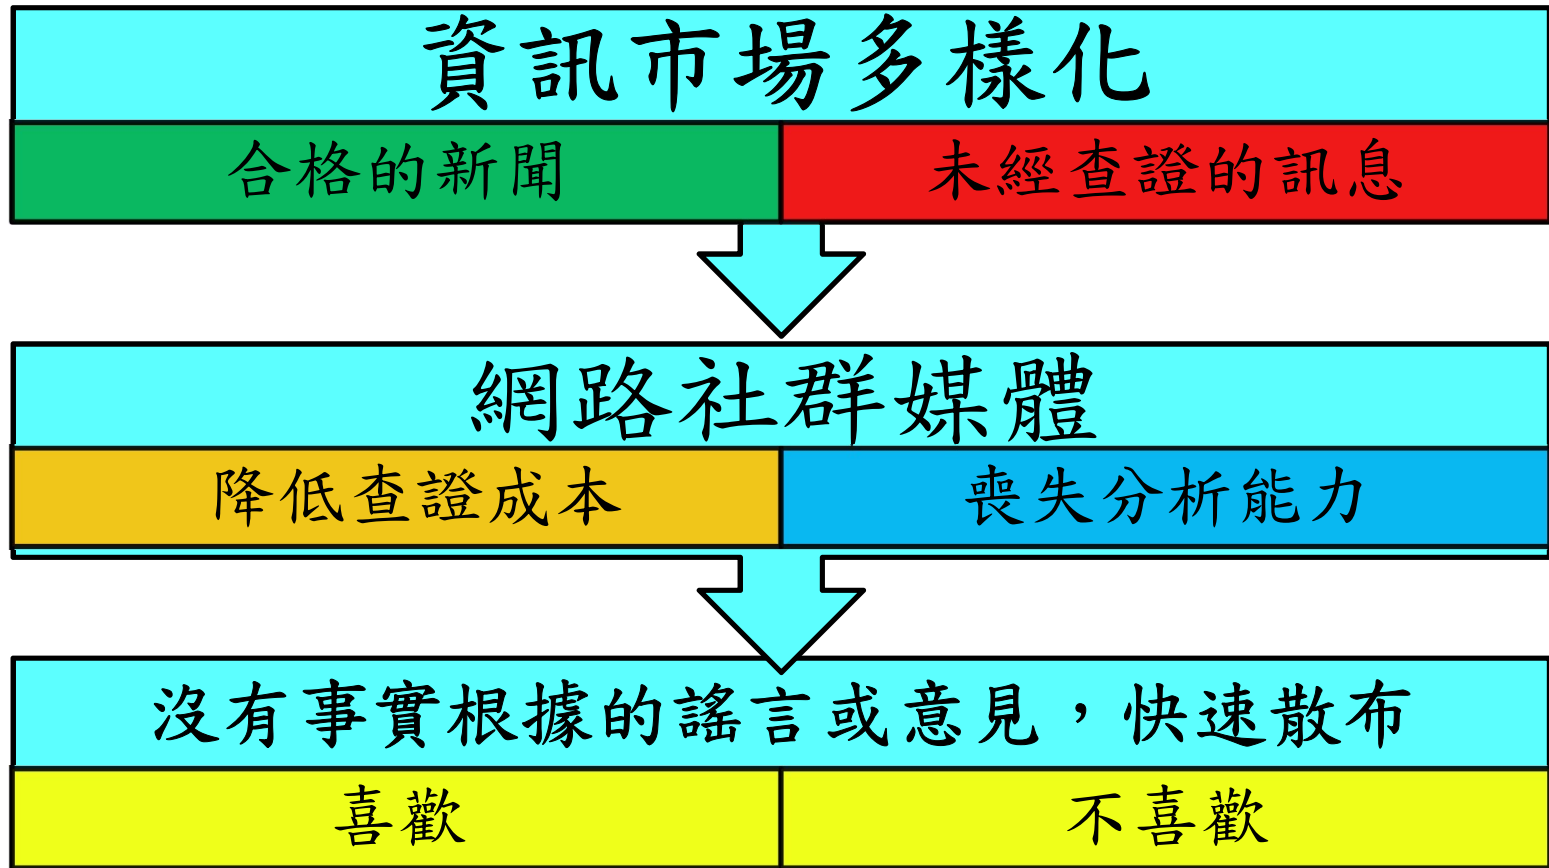 資訊市場多樣化
合格的新聞
未經查證的訊息
網路社群媒體
降低查證成本
喪失分析能力
沒有事實根據的謠言或意見，快速散布
喜歡
不喜歡